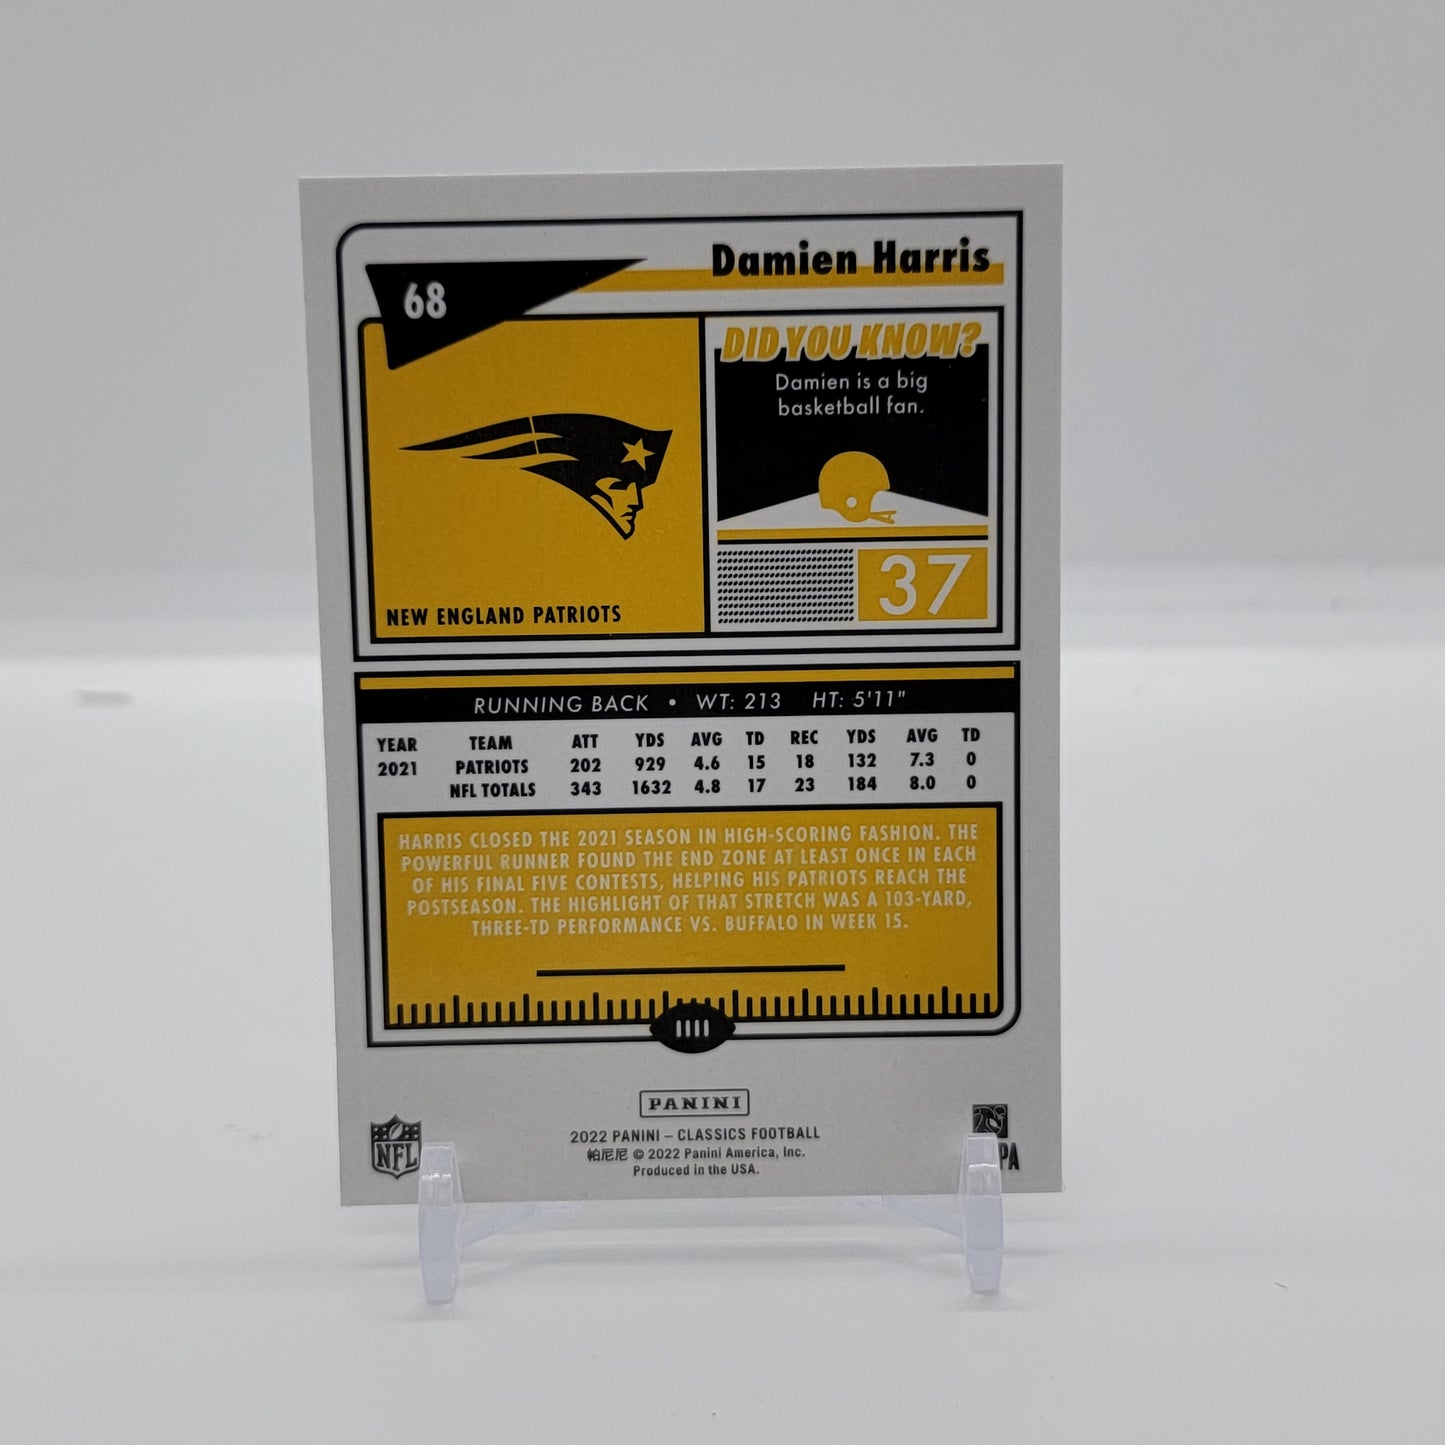 Damien Harris
68
DID YOU KNOW?
Damien is a big
basketball fan.
37
NEW ENGLAND PATRIOTS
RUNNING BACK • WT: 213 HT: 5'11"
YEAR TEAM ATT YDS AVG TD REC YDS AVG TD
2021 PATRIOTS 202 929 4.6 15 18 132 7.3 0
NFL TOTALS 343 1632 4.8 17 23 184 8.0 0
HARRIS CLOSED THE 2021 SEASON IN HIGH-SCORING FASHION. THE
POWERFUL RUNNER FOUND THE END ZONE AT LEAST ONCE IN EACH
OF HIS FINAL FIVE CONTESTS, HELPING HIS PATRIOTS REACH THE
POSTSEASON. THE HIGHLIGHT OF THAT STRETCH WAS A 103-YARD,
THREE-TD PERFORMANCE VS. BUFFALO IN WEEK 15.
PANINI
2022 PANINI – CLASSICS FOOTBALL
帕尼尼 © 2022 Panini America, Inc.
Produced in the USA.
NFL